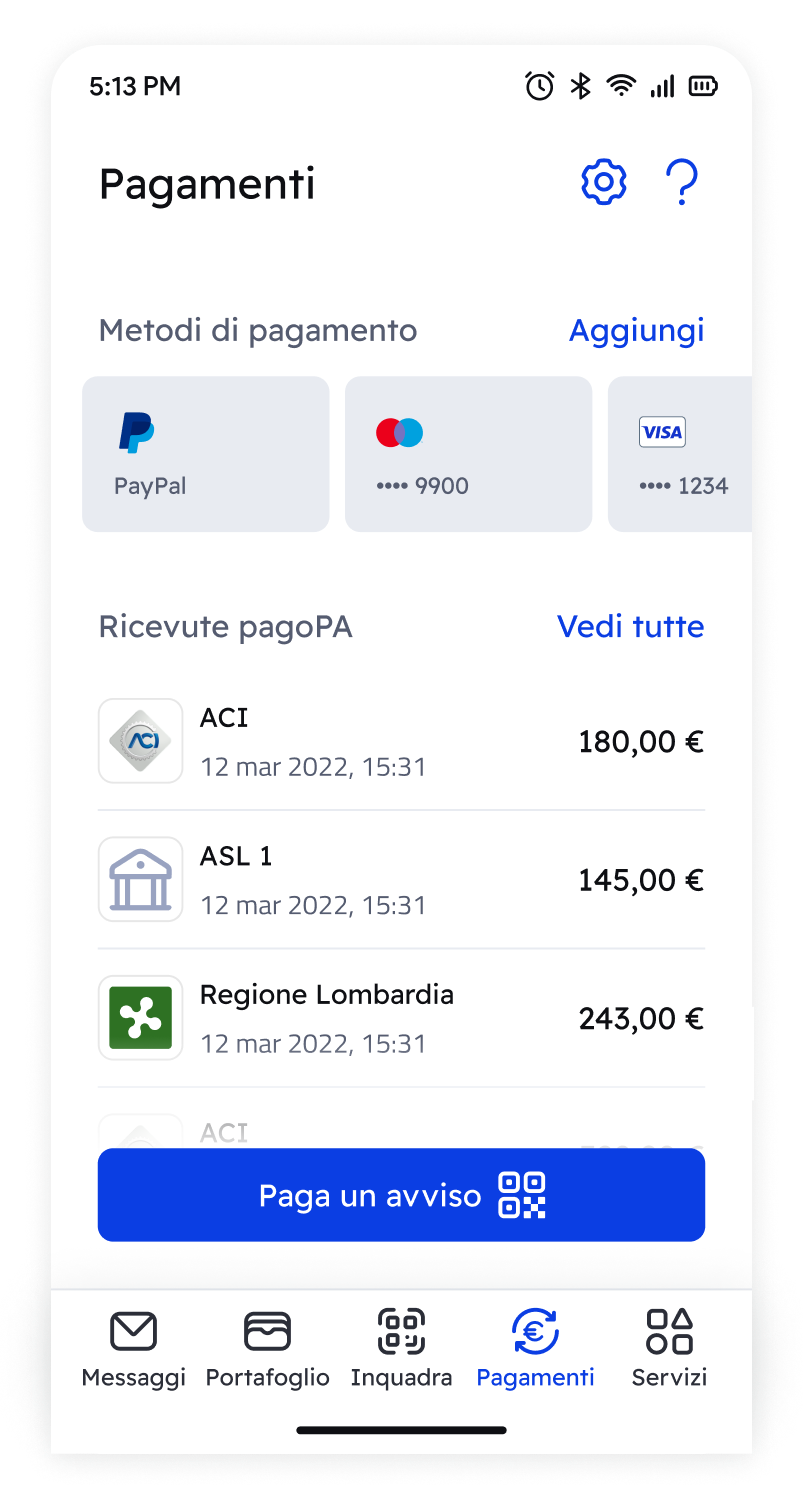 5:13 PM
Pagamenti
Metodi di pagamento Aggiungi
PayPal
VISA
•••• 9900
•••• 1234
Ricevute pagoPA Vedi tutte
ACI
ACI
12 mar 2022, 15:31
180,00 €
ASL 1
12 mar 2022, 15:31
145,00 €
Regione Lombardia
12 mar 2022, 15:31
243,00 €
ACI
Paga un avviso
Messaggi Portafoglio Inquadra Pagamenti Servizi